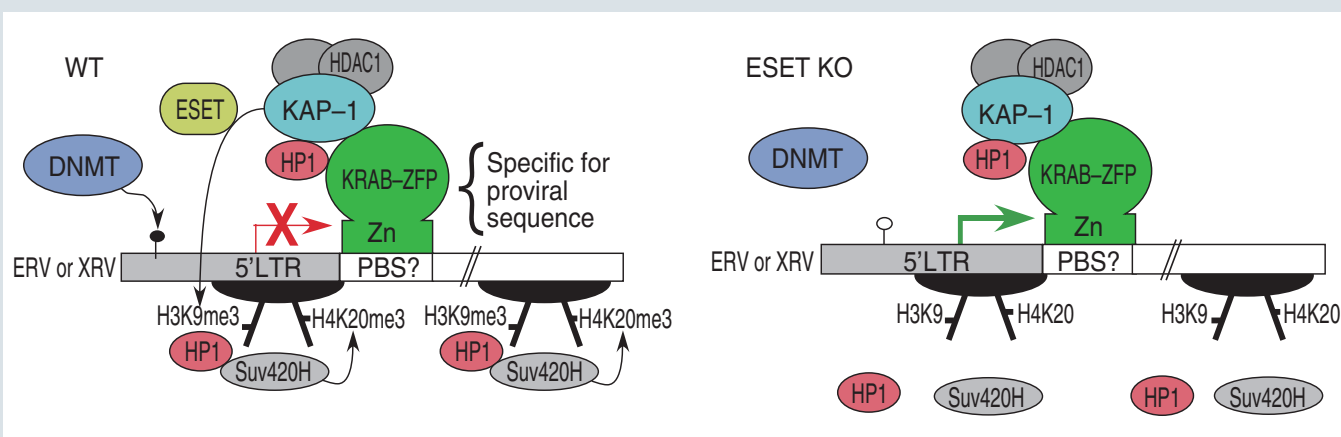 WT
HDAC1
ESET
KAP–1
DNMT
HP1
KRAB–ZFP
Specific for
proviral
sequence
X
Zn
ERV or XRV
5'LTR
PBS?
H3K9me3
H4K20me3
H3K9me3
H4K20me3
HP1
Suv420H
HP1
Suv420H
ESET KO
HDAC1
KAP–1
DNMT
HP1
KRAB–ZFP
Zn
ERV or XRV
5'LTR
PBS?
H3K9
H4K20
H3K9
H4K20
HP1
Suv420H
HP1
Suv420H